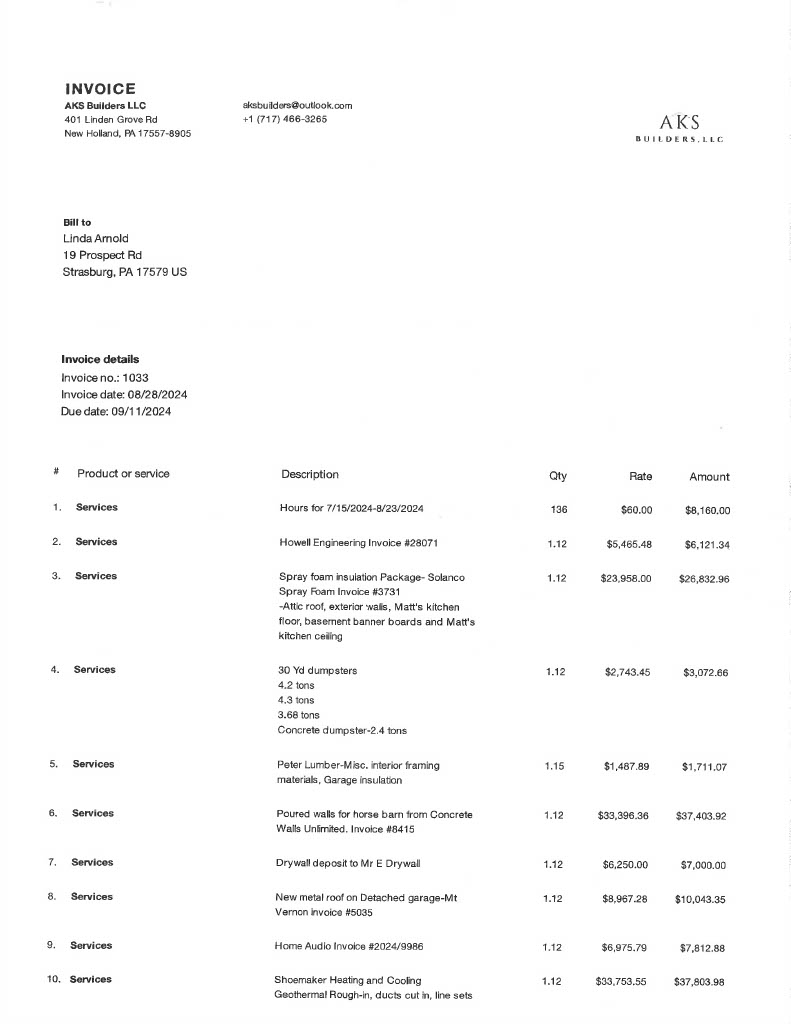 INVOICE
AKS Builders LLC
401 Linden Grove Rd
New Holland, PA 17557-8905
aksbuilders@outlook.com
+1 (717) 466-3265
AKS
BUILDERS, LLC
Bill to
Linda Arnold
19 Prospect Rd
Strasburg, PA 17579 US
Invoice details
Invoice no.: 1033
Invoice date: 08/28/2024
Due date: 09/11/2024
# Product or service Description Qty Rate Amount
1. Services Hours for 7/15/2024-8/23/2024 136 $60.00 $8,160.00
2. Services Howell Engineering Invoice #28071 1.12 $5,465.48 $6,121.34
3. Services Spray foam insulation Package- Solanco 1.12 $23,958.00 $26,832.96
Spray Foam Invoice #3731
-Attic roof, exterior walls, Matt's kitchen
floor, basement banner boards and Matt's
kitchen ceiling
4. Services 30 Yd dumpsters 1.12 $2,743.45 $3,072.66
4.2 tons
4.3 tons
3.68 tons
Concrete dumpster-2.4 tons
5. Services Peter Lumber-Misc. interior framing 1.15 $1,487.89 $1,711.07
materials, Garage insulation
6. Services Poured walls for horse barn from Concrete 1.12 $33,396.36 $37,403.92
Walls Unlimited. Invoice #8415
7. Services Drywall deposit to Mr E Drywall 1.12 $6,250.00 $7,000.00
8. Services New metal roof on Detached garage-Mt 1.12 $8,967.28 $10,043.35
Vernon invoice #5035
9. Services Home Audio Invoice #2024/9986 1.12 $6,975.79 $7,812.88
10. Services Shoemaker Heating and Cooling 1.12 $33,753.55 $37,803.98
Geothermal Rough-in, ducts cut in, line sets